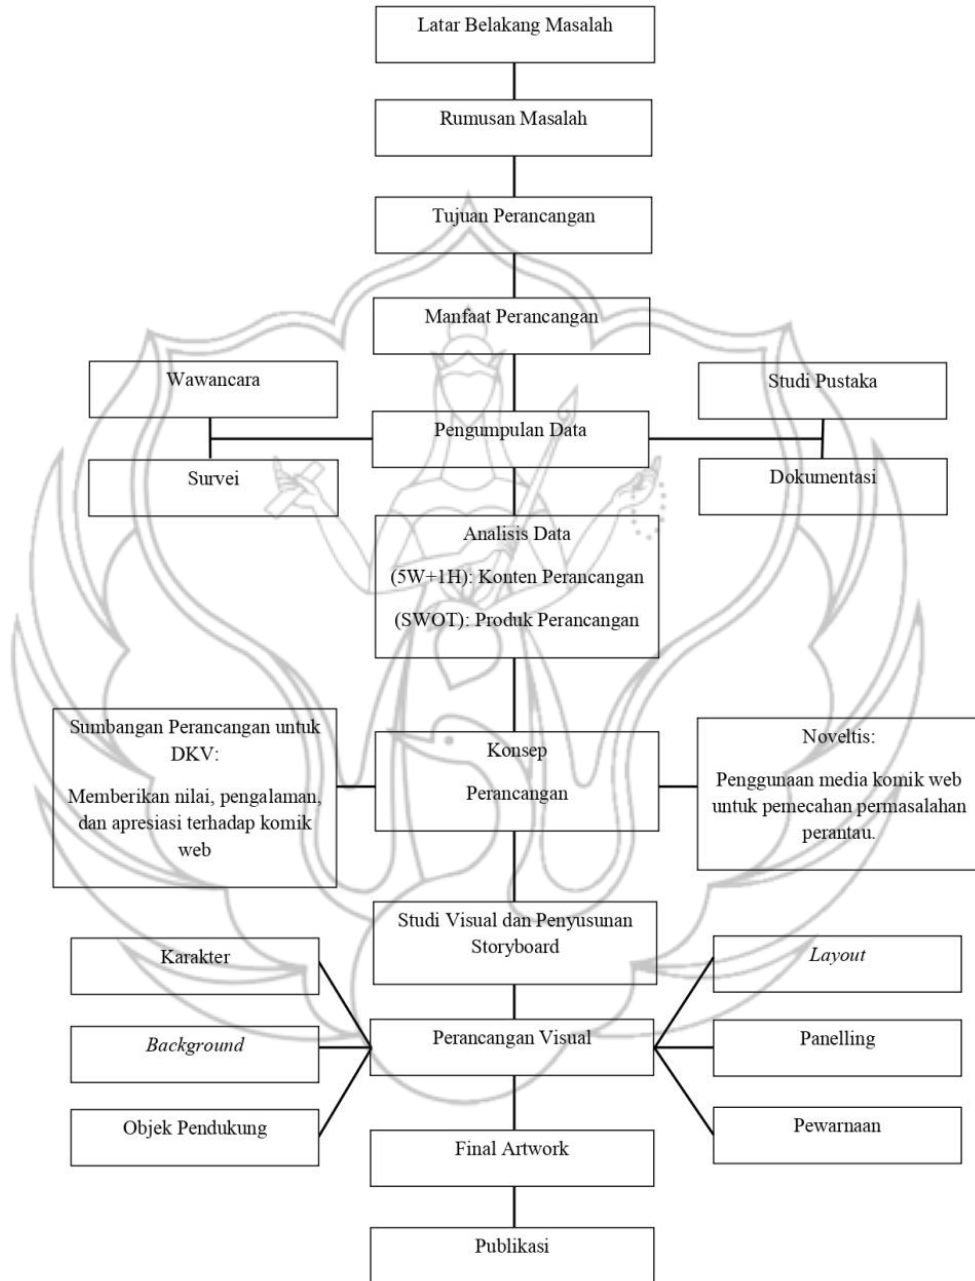 Latar Belakang Masalah
Rumusan Masalah
Tujuan Perancangan
Manfaat Perancangan
Wawancara
Studi Pustaka
Pengumpulan Data
Survei
Dokumentasi
Analisis Data
(5W+1H): Konten Perancangan
(SWOT): Produk Perancangan
Sumbangan Perancangan untuk
DKV:
Memberikan nilai, pengalaman,
dan apresiasi terhadap komik
web
Konsep
Perancangan
Noveltis:
Penggunaan media komik web
untuk pemecahan permasalahan
perantau.
Studi Visual dan Penyusunan
Storyboard
Karakter
Layout
Background
Perancangan Visual
Panelling
Objek Pendukung
Pewarnaan
Final Artwork
Publikasi